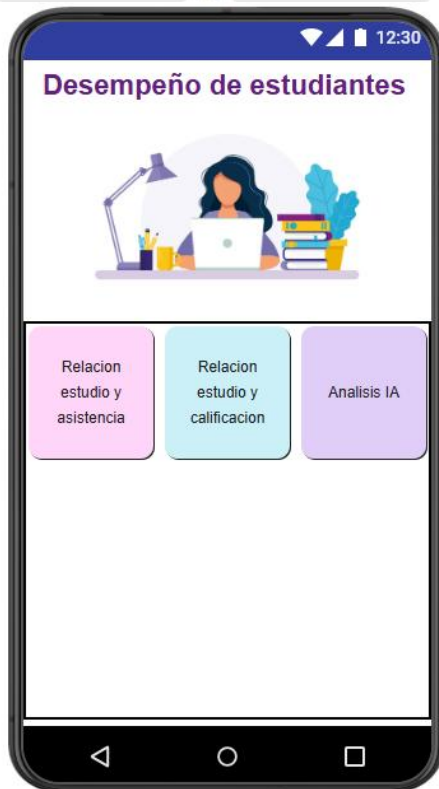 12:30
Desempeño de estudiantes
Relacion
estudio y
asistencia
Relacion
estudio y
calificacion
Analisis IA